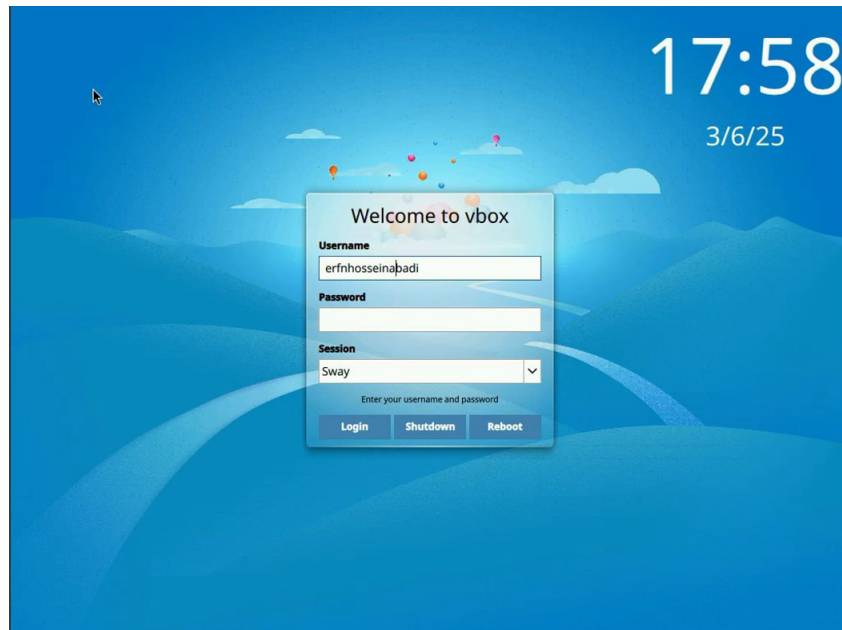 17:58
3/6/25
Welcome to vbox
Username
erfnhosseinabadi
Password
Session
Sway
Enter your username and password
Login Shutdown Reboot